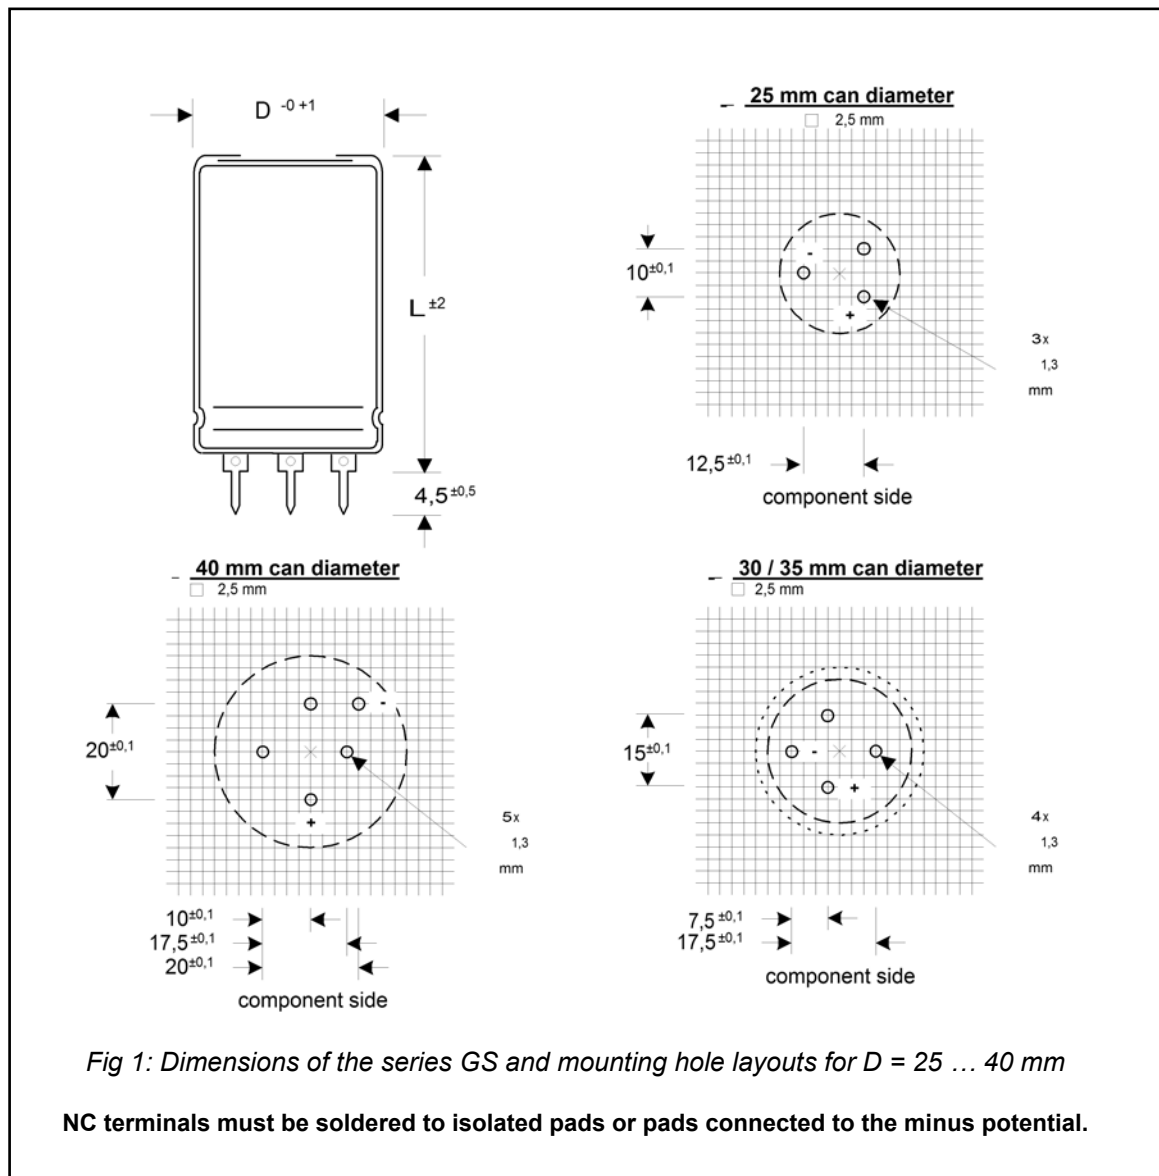 D -0 +1
L ±2
4,5 ±0,5
25 mm can diameter
2,5 mm
10 ±0,1
-
+
3x
1,3
mm
12,5 ±0,1
component side
40 mm can diameter
2,5 mm
-
20 ±0,1
+
5x
1,3
mm
10 ±0,1
17,5 ±0,1
20 ±0,1
component side
30 / 35 mm can diameter
2,5 mm
15 ±0,1
-
+
4x
1,3
mm
7,5 ±0,1
17,5 ±0,1
component side
Fig 1: Dimensions of the series GS and mounting hole layouts for D = 25 … 40 mm
NC terminals must be soldered to isolated pads or pads connected to the minus potential.